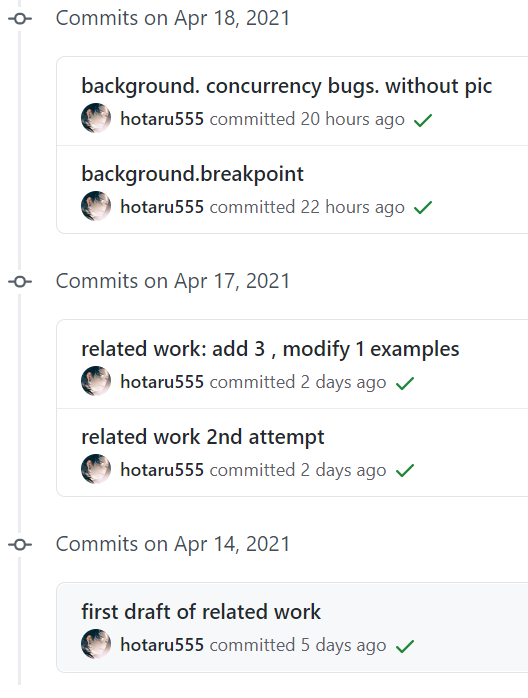 Commits on Apr 18, 2021
background. concurrency bugs. without pic
hotaru555 committed 20 hours ago
background.breakpoint
hotaru555 committed 22 hours ago
Commits on Apr 17, 2021
related work: add 3 , modify 1 examples
hotaru555 committed 2 days ago
related work 2nd attempt
hotaru555 committed 2 days ago
Commits on Apr 14, 2021
first draft of related work
hotaru555 committed 5 days ago